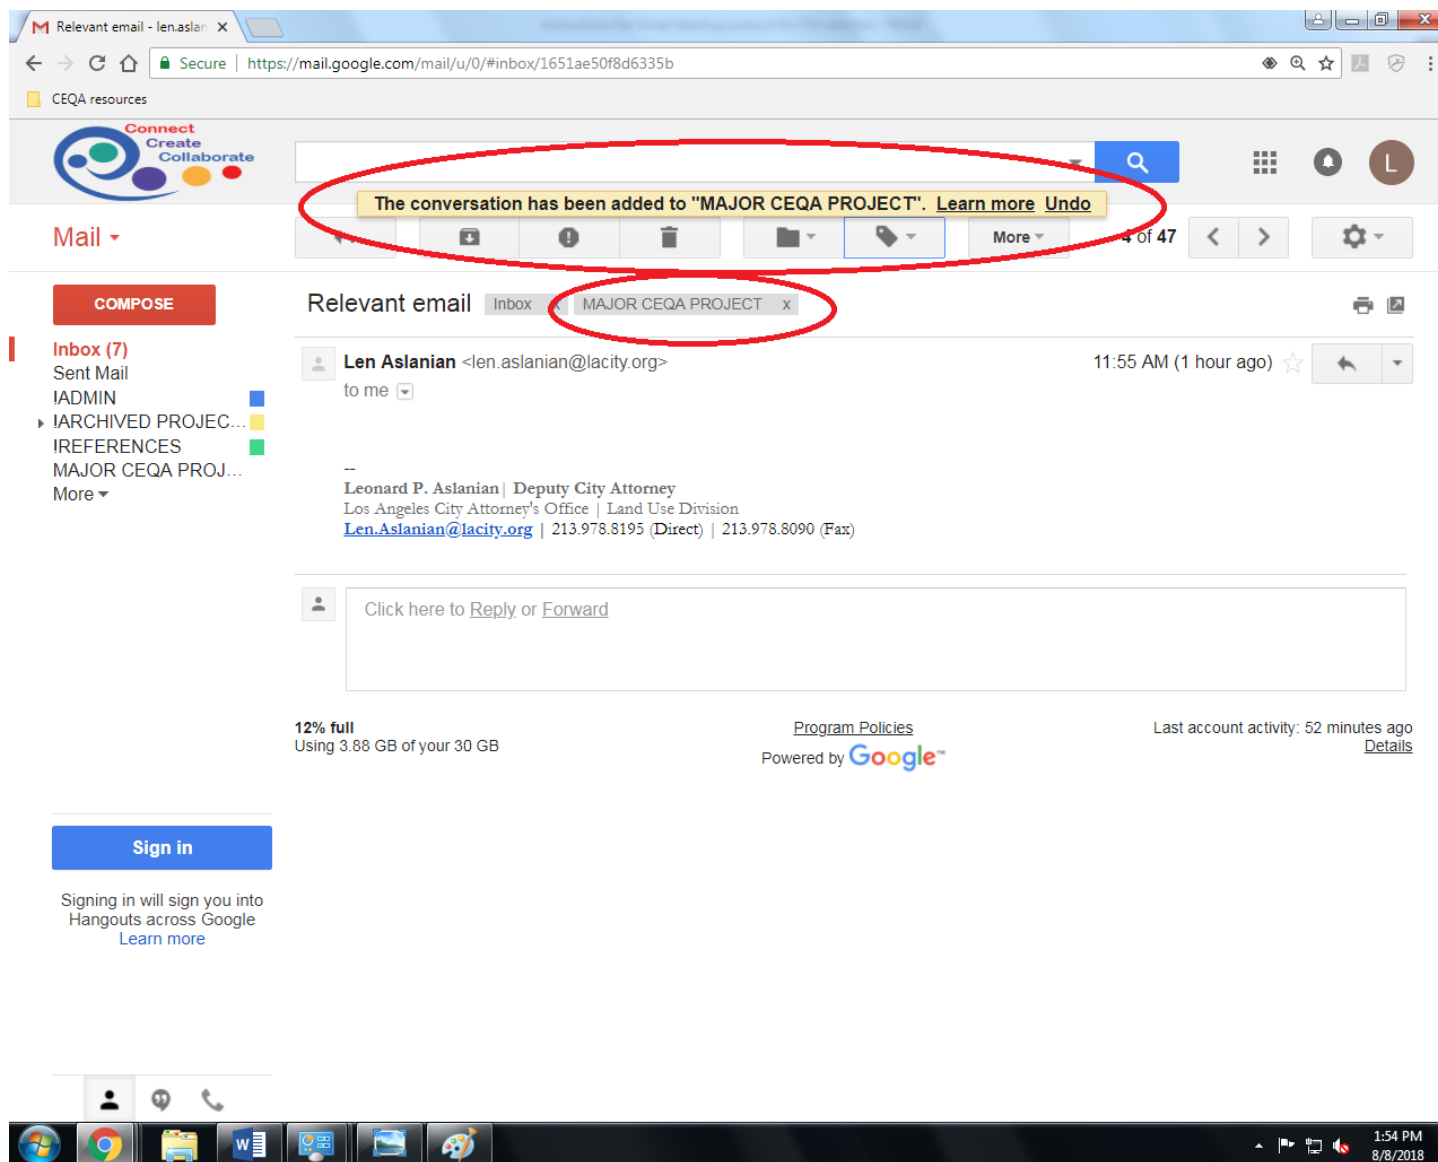 Relevant email - len.aslan
Secure | https://mail.google.com/mail/u/0/#inbox/1651ae50f8d6335b
CEQA resources
Connect
Create
Collaborate
L
The conversation has been added to "MAJOR CEQA PROJECT". Learn more Undo
Mail
More
4 of 47
COMPOSE
Relevant email Inbox x MAJOR CEQA PROJECT x
Inbox (7)
Sent Mail
!ADMIN
!ARCHIVED PROJEC...
!REFERENCES
MAJOR CEQA PROJ...
More
Len Aslanian <len.aslanian@lacity.org>
11:55 AM (1 hour ago)
to me
--
Leonard P. Aslanian | Deputy City Attorney
Los Angeles City Attorney's Office | Land Use Division
Len.Aslanian@lacity.org | 213.978.8195 (Direct) | 213.978.8090 (Fax)
Click here to Reply or Forward
12% full
Using 3.88 GB of your 30 GB
Program Policies
Powered by Google™
Last account activity: 52 minutes ago
Details
Sign in
Signing in will sign you into
Hangouts across Google
Learn more
1:54 PM
8/8/2018